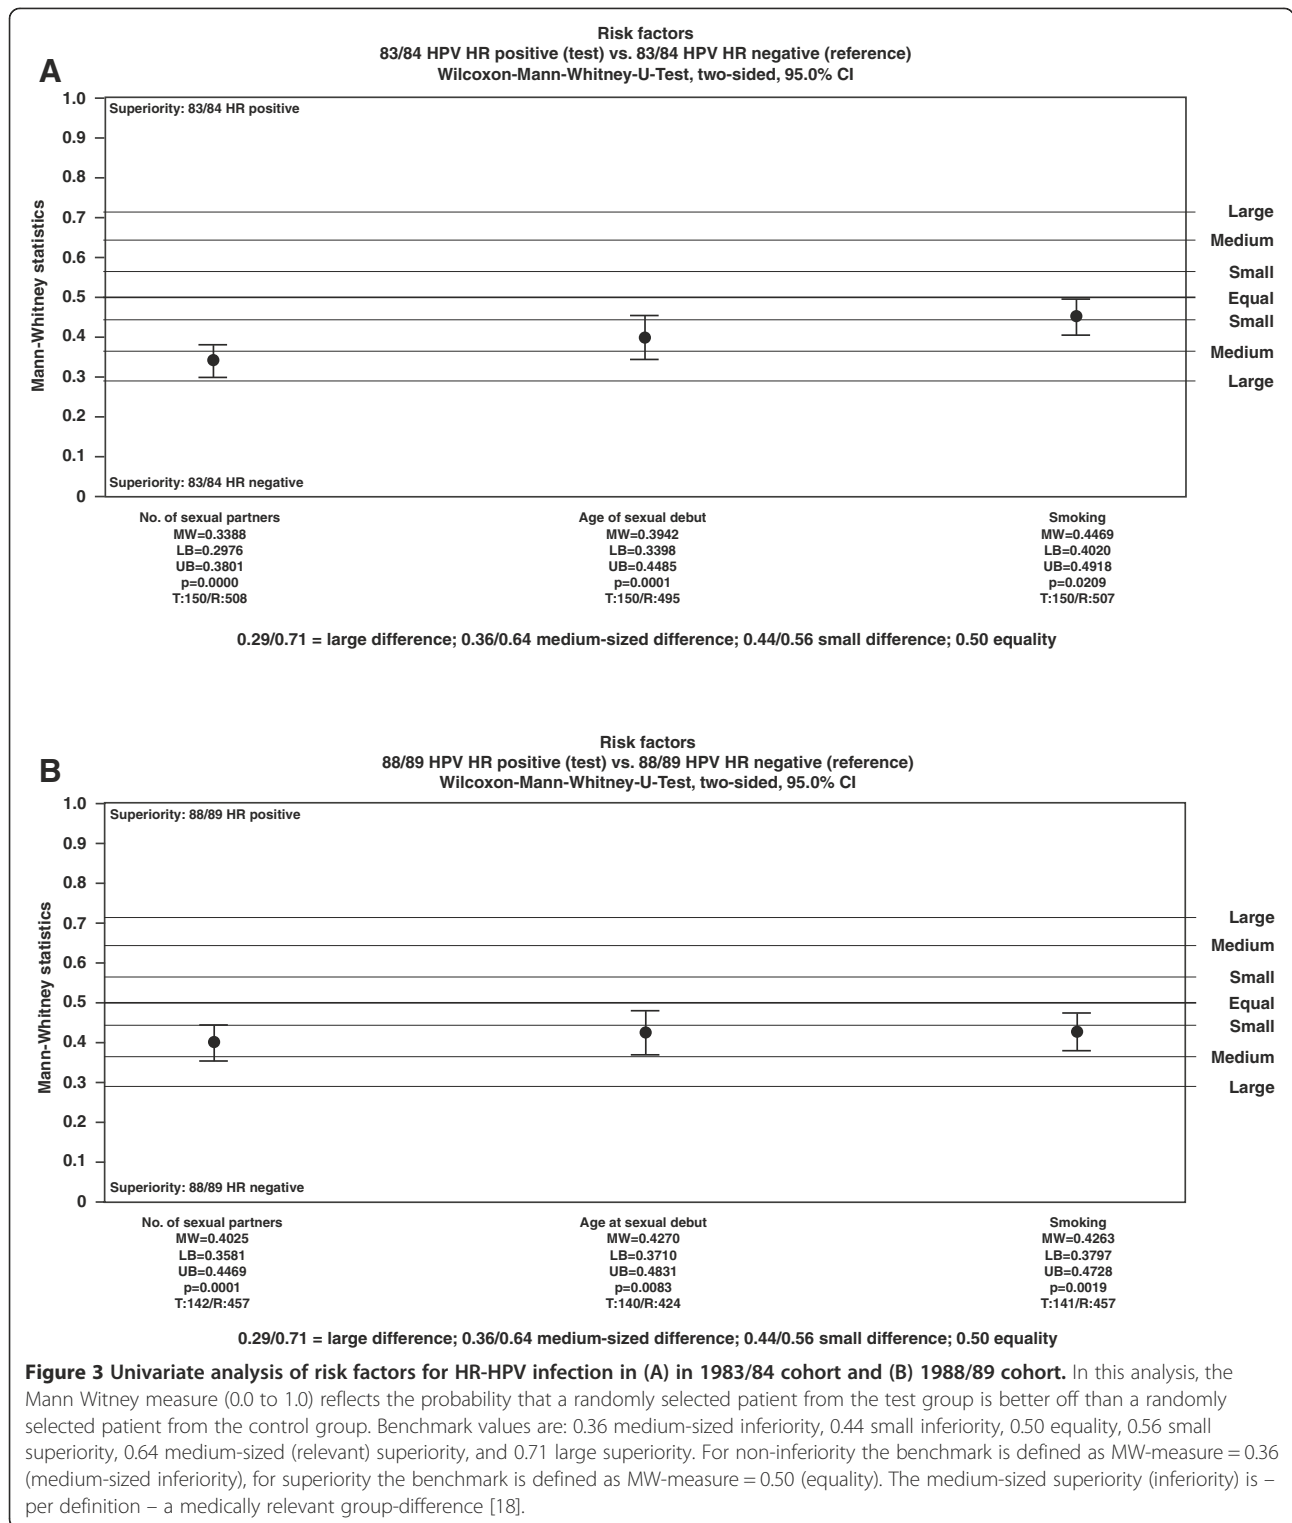 Risk factors
83/84 HPV HR positive (test) vs. 83/84 HPV HR negative (reference)
Wilcoxon-Mann-Whitney-U-Test, two-sided, 95.0% CI
A
Superiority: 83/84 HR positive
1.0
0.9
0.8
0.7
0.6
0.5
0.4
0.3
0.2
0.1
0
Mann-Whitney statistics
Large
Medium
Small
Equal
Small
Medium
Large
Superiority: 83/84 HR negative
No. of sexual partners
MW=0.3388
LB=0.2976
UB=0.3801
p=0.0000
T:150/R:508
Age of sexual debut
MW=0.3942
LB=0.3398
UB=0.4485
p=0.0001
T:150/R:495
Smoking
MW=0.4469
LB=0.4020
UB=0.4918
p=0.0209
T:150/R:507
0.29/0.71 = large difference; 0.36/0.64 medium-sized difference; 0.44/0.56 small difference; 0.50 equality
Risk factors
88/89 HPV HR positive (test) vs. 88/89 HPV HR negative (reference)
Wilcoxon-Mann-Whitney-U-Test, two-sided, 95.0% CI
B
Superiority: 88/89 HR positive
1.0
0.9
0.8
0.7
0.6
0.5
0.4
0.3
0.2
0.1
0
Mann-Whitney statistics
Large
Medium
Small
Equal
Small
Medium
Large
Superiority: 88/89 HR negative
No. of sexual partners
MW=0.4025
LB=0.3581
UB=0.4469
p=0.0001
T:142/R:457
Age at sexual debut
MW=0.4270
LB=0.3710
UB=0.4831
p=0.0083
T:140/R:424
Smoking
MW=0.4263
LB=0.3797
UB=0.4728
p=0.0019
T:141/R:457
0.29/0.71 = large difference; 0.36/0.64 medium-sized difference; 0.44/0.56 small difference; 0.50 equality
Figure 3 Univariate analysis of risk factors for HR-HPV infection in (A) in 1983/84 cohort and (B) 1988/89 cohort. In this analysis, the
Mann Witney measure (0.0 to 1.0) reflects the probability that a randomly selected patient from the test group is better off than a randomly
selected patient from the control group. Benchmark values are: 0.36 medium-sized inferiority, 0.44 small inferiority, 0.50 equality, 0.56 small
superiority, 0.64 medium-sized (relevant) superiority, and 0.71 large superiority. For non-inferiority the benchmark is defined as MW-measure = 0.36
(medium-sized inferiority), for superiority the benchmark is defined as MW-measure = 0.50 (equality). The medium-sized superiority (inferiority) is –
per definition – a medically relevant group-difference [18].